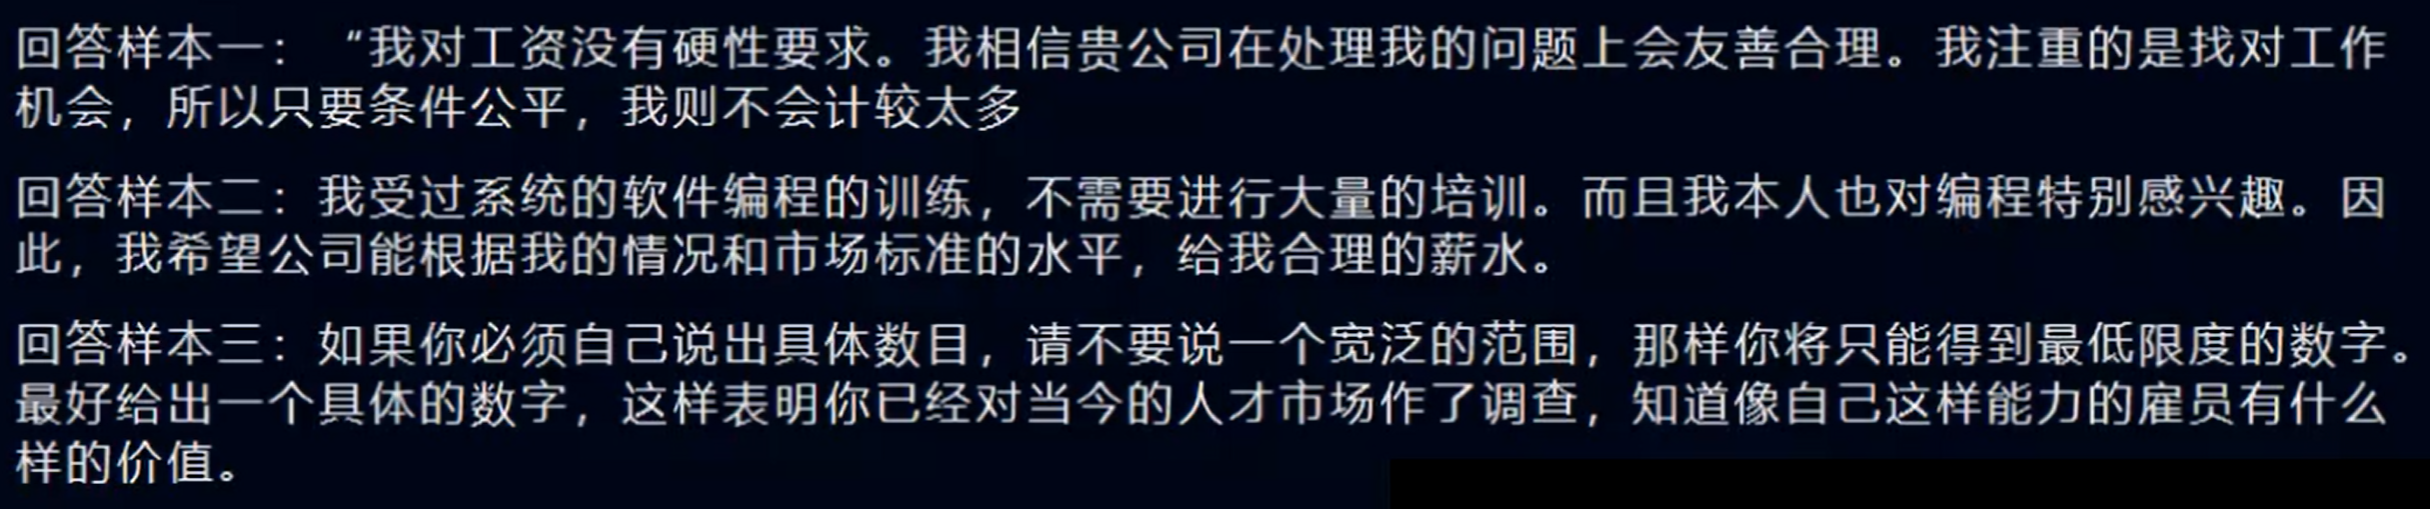 回答样本一：“我对工资没有硬性要求。我相信贵公司在处理我的问题上会友善合理。我注重的是找对工作
机会，所以只要条件公平，我则不会计较太多
回答样本二：我受过系统的软件编程的训练，不需要进行大量的培训。而且我本人也对编程特别感兴趣。因
此，我希望公司能根据我的情况和市场标准的水平，给我合理的薪水。
回答样本三：如果你必须自己说出具体数目，请不要说一个宽泛的范围，那样你将只能得到最低限度的数字。
最好给出一个具体的数字，这样表明你已经对当今的人才市场作了调查，知道像自己这样能力的雇员有什么
样的价值。